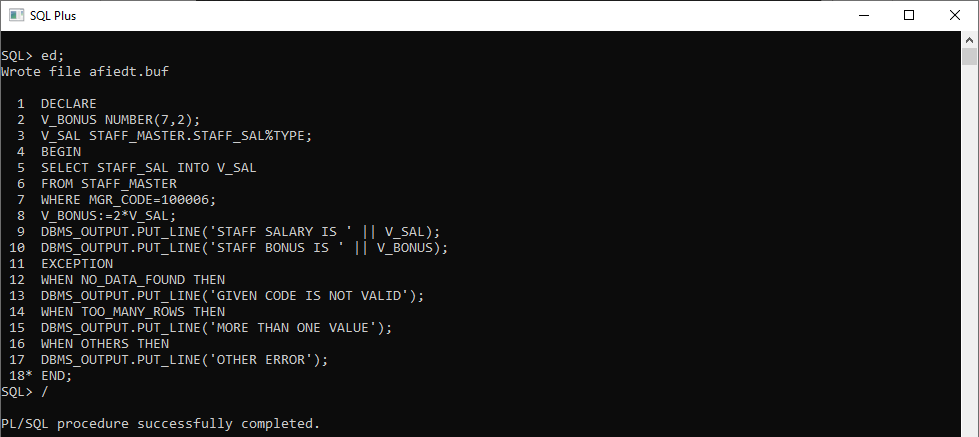 SQL Plus
SQL> ed;
Wrote file afiedt.buf
1 DECLARE
2 V_BONUS NUMBER(7,2);
3 V_SAL STAFF_MASTER.STAFF_SAL%TYPE;
4 BEGIN
5 SELECT STAFF_SAL INTO V_SAL
6 FROM STAFF_MASTER
7 WHERE MGR_CODE=100006;
8 V_BONUS:=2*V_SAL;
9 DBMS_OUTPUT.PUT_LINE('STAFF SALARY IS ' || V_SAL);
10 DBMS_OUTPUT.PUT_LINE('STAFF BONUS IS ' || V_BONUS);
11 EXCEPTION
12 WHEN NO_DATA_FOUND THEN
13 DBMS_OUTPUT.PUT_LINE('GIVEN CODE IS NOT VALID');
14 WHEN TOO_MANY_ROWS THEN
15 DBMS_OUTPUT.PUT_LINE('MORE THAN ONE VALUE');
16 WHEN OTHERS THEN
17 DBMS_OUTPUT.PUT_LINE('OTHER ERROR');
18* END;
SQL> /
PL/SQL procedure successfully completed.